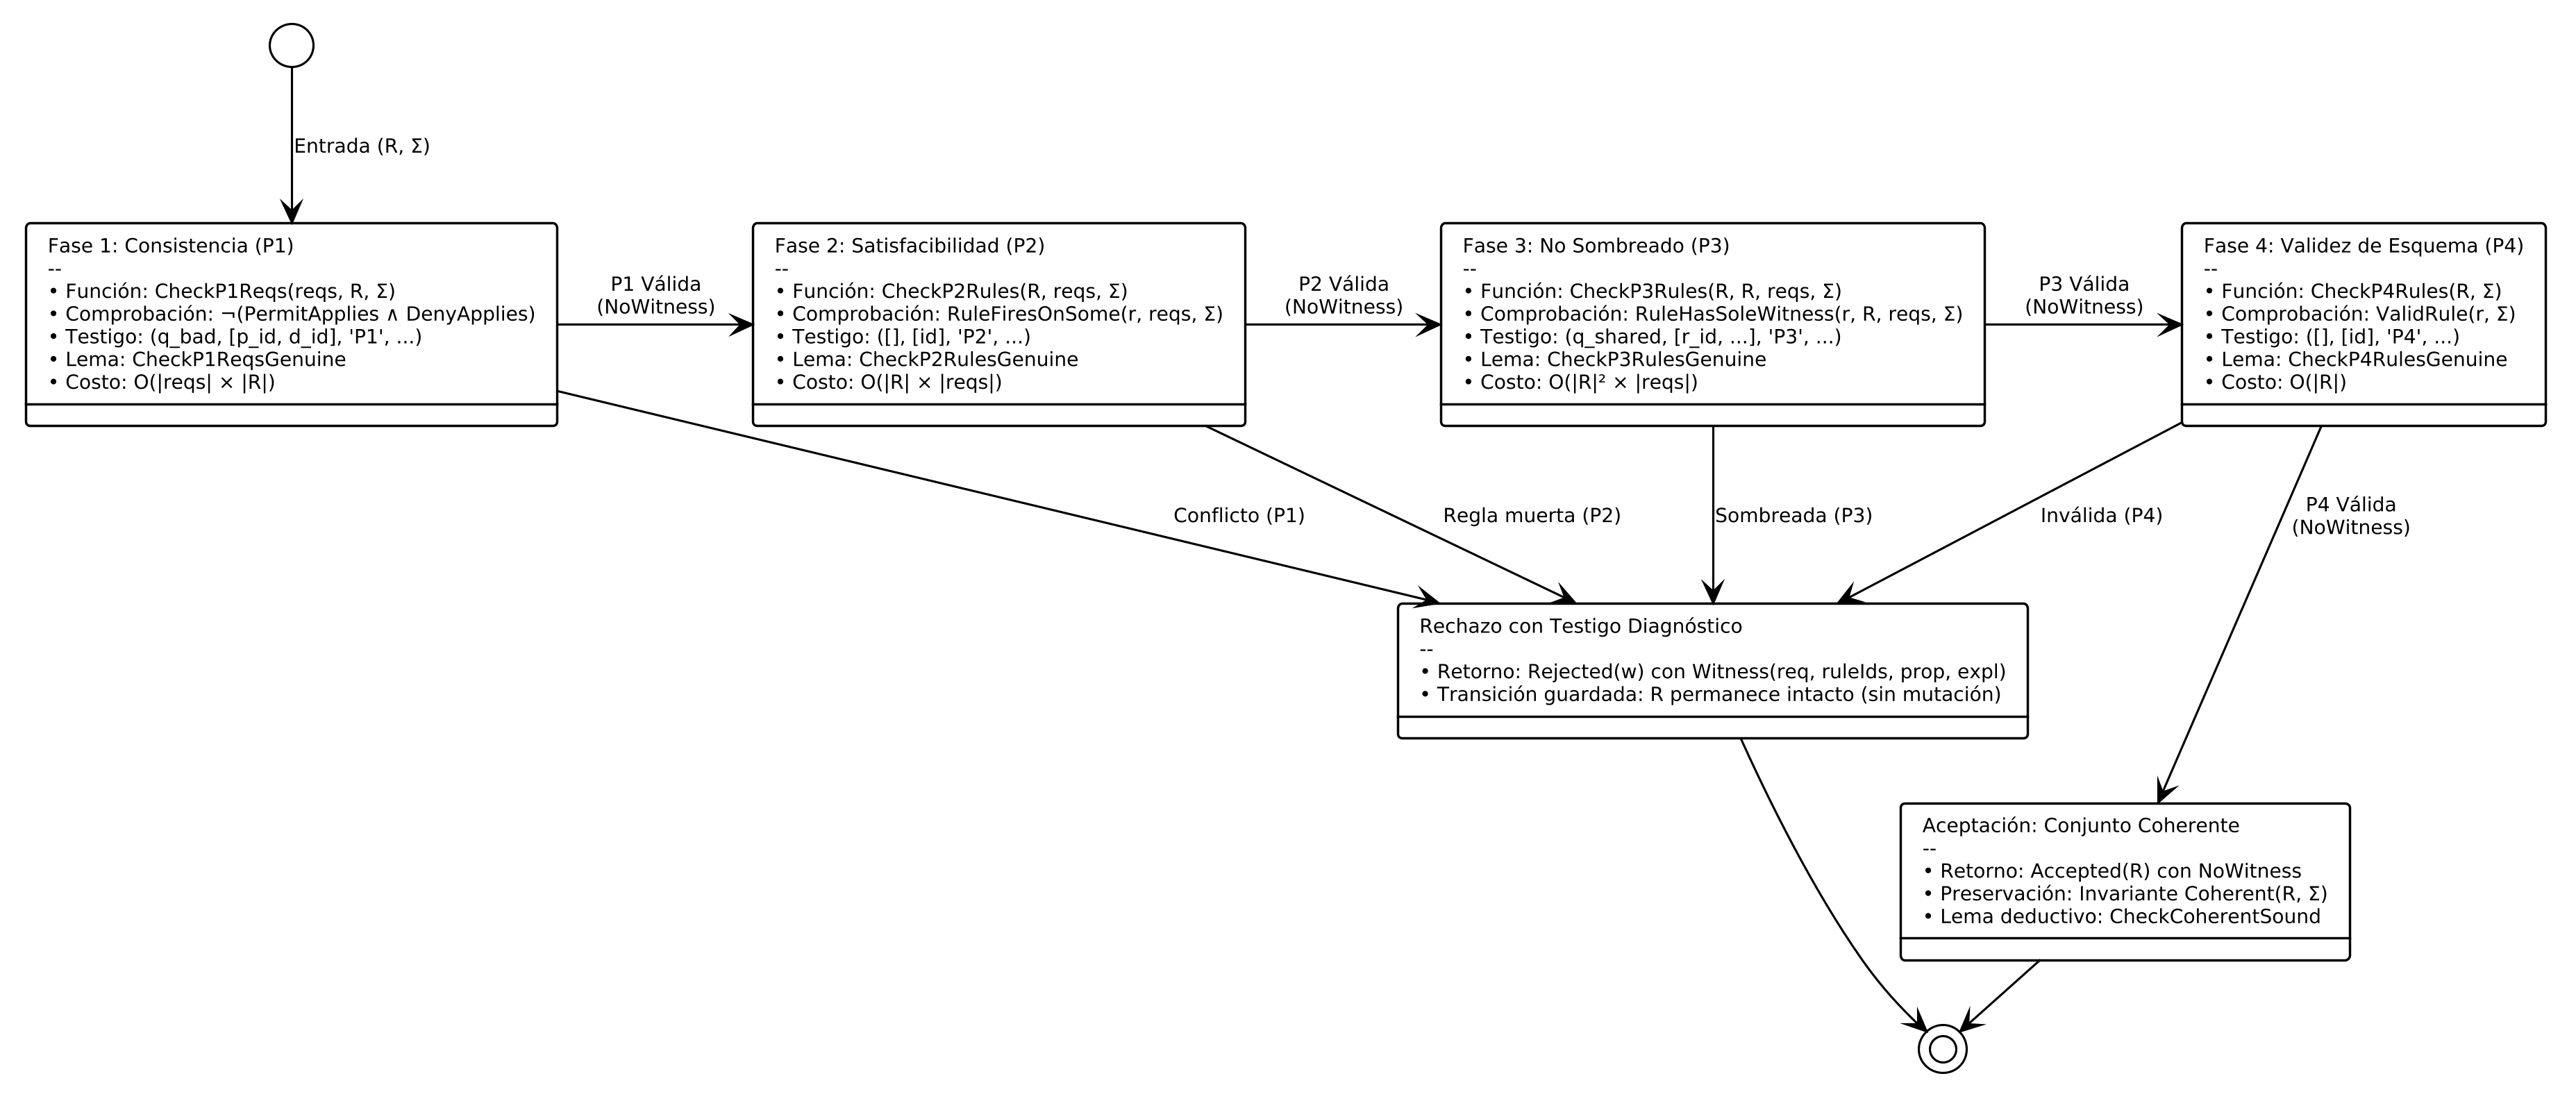 Entrada (R, Σ)
Fase 1: Consistencia (P1)
--
• Función: CheckP1Reqs(reqs, R, Σ)
• Comprobación: ¬(PermitApplies ∧ DenyApplies)
• Testigo: (q_bad, [p_id, d_id], 'P1', ...)
• Lema: CheckP1ReqsGenuine
• Costo: O(|reqs| × |R|)
P1 Válida
(NoWitness)
Fase 2: Satisfacibilidad (P2)
--
• Función: CheckP2Rules(R, reqs, Σ)
• Comprobación: RuleFiresOnSome(r, reqs, Σ)
• Testigo: ([], [id], 'P2', ...)
• Lema: CheckP2RulesGenuine
• Costo: O(|R| × |reqs|)
P2 Válida
(NoWitness)
Fase 3: No Sombreado (P3)
--
• Función: CheckP3Rules(R, R, reqs, Σ)
• Comprobación: RuleHasSoleWitness(r, R, reqs, Σ)
• Testigo: (q_shared, [r_id, ...], 'P3', ...)
• Lema: CheckP3RulesGenuine
• Costo: O(|R|² × |reqs|)
P3 Válida
(NoWitness)
Fase 4: Validez de Esquema (P4)
--
• Función: CheckP4Rules(R, Σ)
• Comprobación: ValidRule(r, Σ)
• Testigo: ([], [id], 'P4', ...)
• Lema: CheckP4RulesGenuine
• Costo: O(|R|)
Conflicto (P1)
Regla muerta (P2)
Sombreada (P3)
Inválida (P4)
P4 Válida
(NoWitness)
Rechazo con Testigo Diagnóstico
--
• Retorno: Rejected(w) con Witness(req, ruleIds, prop, expl)
• Transición guardada: R permanece intacto (sin mutación)
Aceptación: Conjunto Coherente
--
• Retorno: Accepted(R) con NoWitness
• Preservación: Invariante Coherent(R, Σ)
• Lema deductivo: CheckCoherentSound